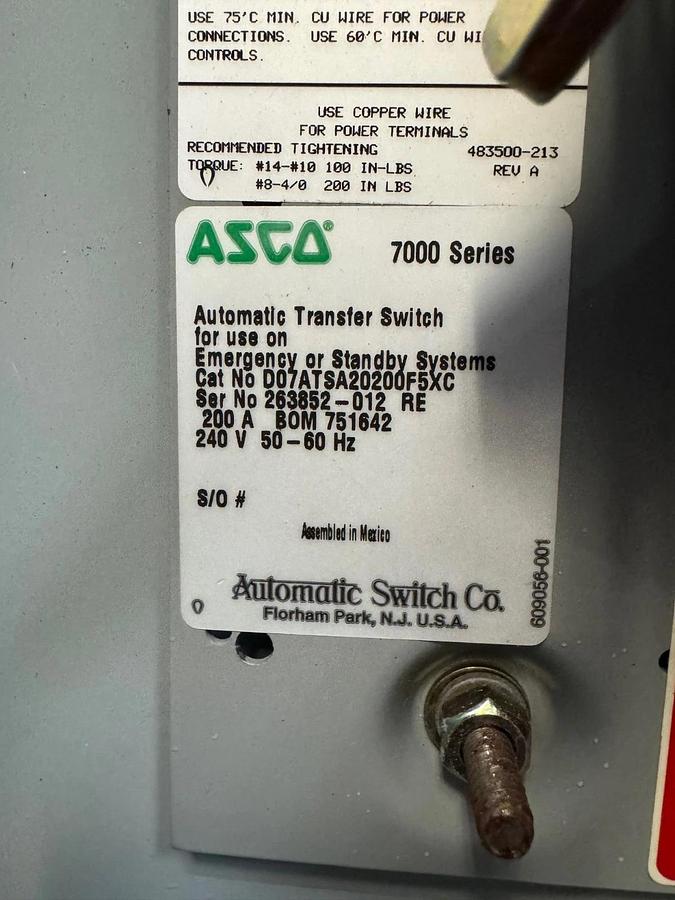 USE 75'C MIN. CU WIRE FOR POWER
CONNECTIONS. USE 60'C MIN. CU
CONTROLS.
USE COPPER WIRE
FOR POWER TERMINALS
RECOMMENDED TIGHTENING 483500-213
TORQUE: #14-#10 100 IN-LBS REV A
#8-4/0 200 IN LBS
ASCO® 7000 Series
Automatic Transfer Switch
for use on
Emergency or Standby Systems
Cat No D07ATSA20200F5XC
Ser No 263852-012 RE
200 A BOM 751642
240 V 50-60 Hz
S/O #
Assembled in Mexico
Automatic Switch Co.
Florham Park, N.J. U.S.A.
609056-001